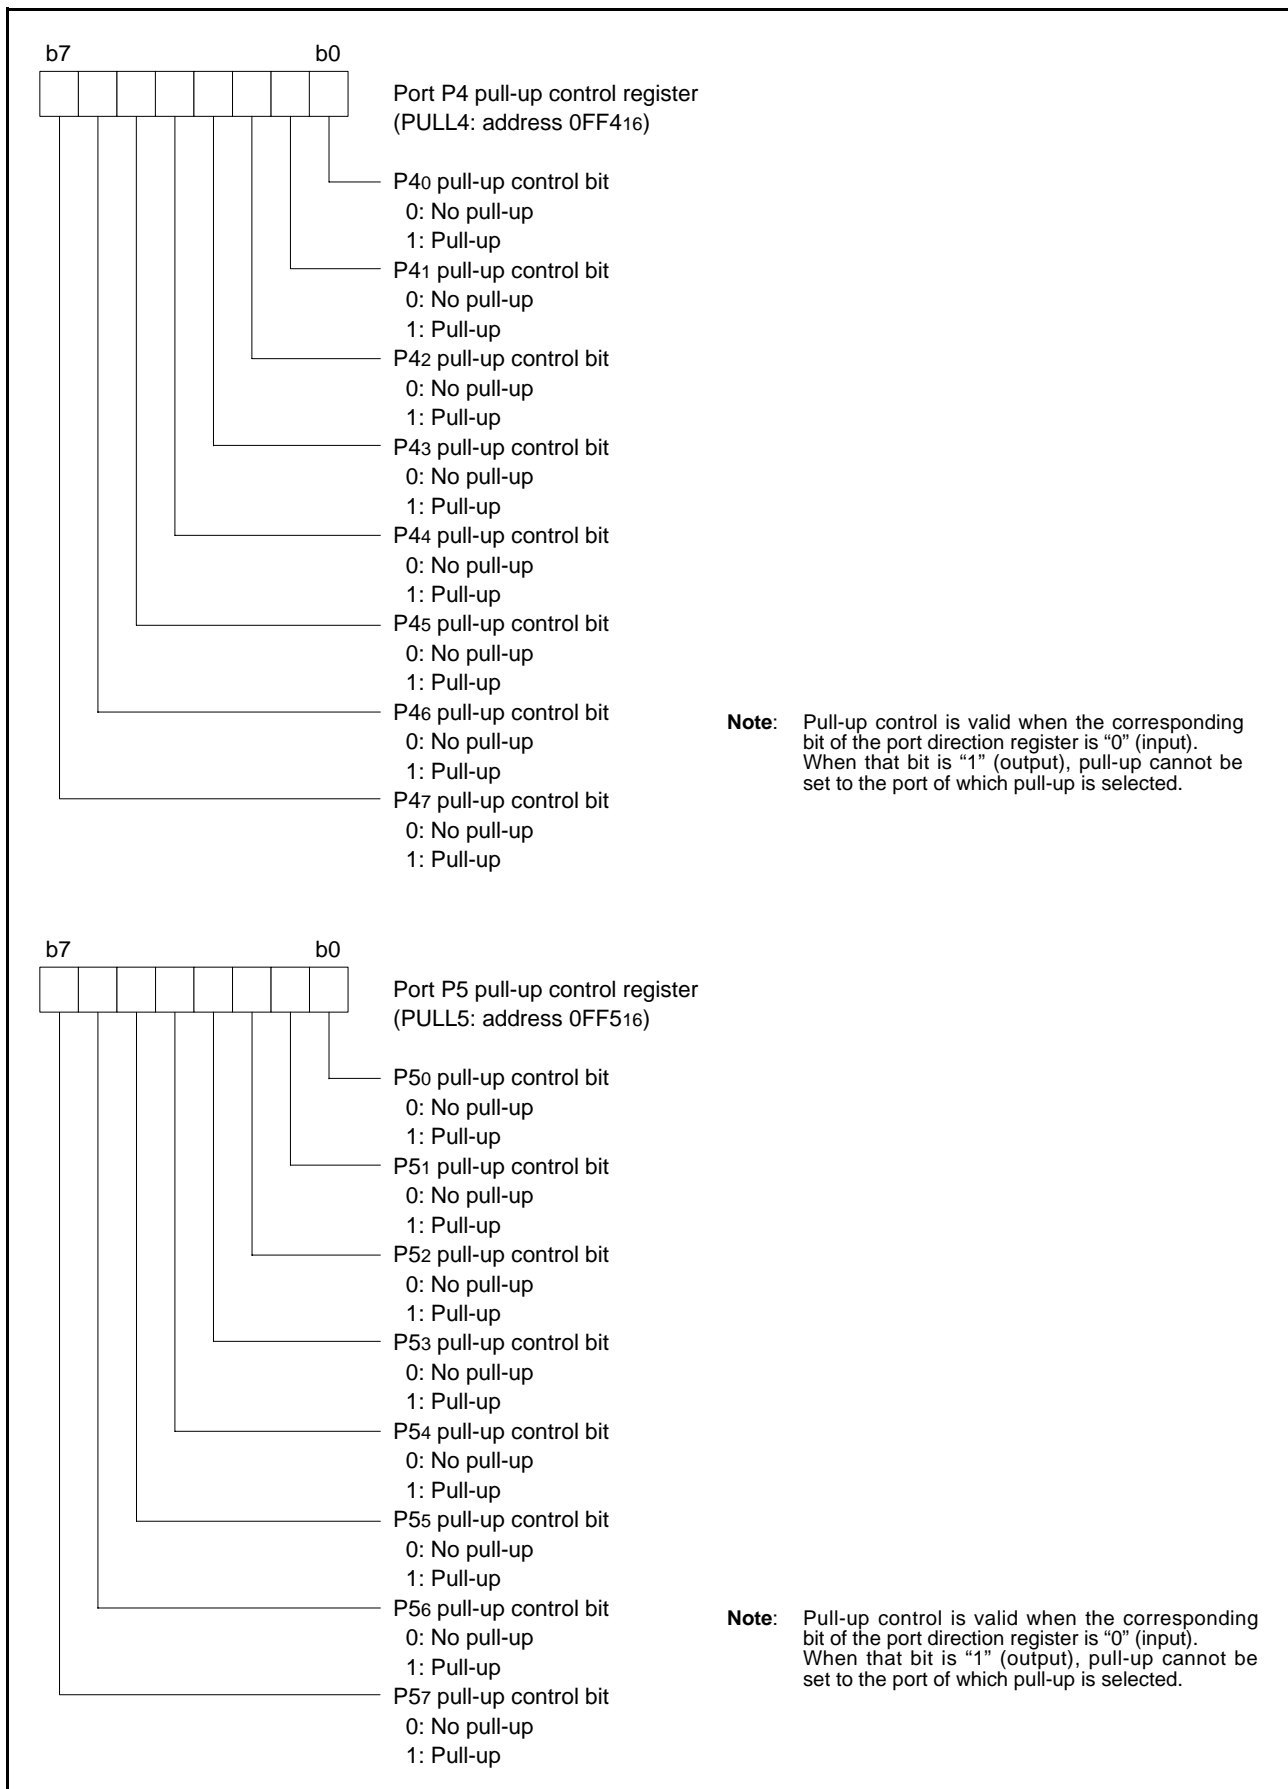 b7 b0
Port P4 pull-up control register
(PULL4: address 0FF416)
P40 pull-up control bit
0: No pull-up
1: Pull-up
P41 pull-up control bit
0: No pull-up
1: Pull-up
P42 pull-up control bit
0: No pull-up
1: Pull-up
P43 pull-up control bit
0: No pull-up
1: Pull-up
P44 pull-up control bit
0: No pull-up
1: Pull-up
P45 pull-up control bit
0: No pull-up
1: Pull-up
P46 pull-up control bit
0: No pull-up
1: Pull-up
P47 pull-up control bit
0: No pull-up
1: Pull-up
Note: Pull-up control is valid when the corresponding
bit of the port direction register is “0” (input).
When that bit is “1” (output), pull-up cannot be
set to the port of which pull-up is selected.
b7 b0
Port P5 pull-up control register
(PULL5: address 0FF516)
P50 pull-up control bit
0: No pull-up
1: Pull-up
P51 pull-up control bit
0: No pull-up
1: Pull-up
P52 pull-up control bit
0: No pull-up
1: Pull-up
P53 pull-up control bit
0: No pull-up
1: Pull-up
P54 pull-up control bit
0: No pull-up
1: Pull-up
P55 pull-up control bit
0: No pull-up
1: Pull-up
P56 pull-up control bit
0: No pull-up
1: Pull-up
P57 pull-up control bit
0: No pull-up
1: Pull-up
Note: Pull-up control is valid when the corresponding
bit of the port direction register is “0” (input).
When that bit is “1” (output), pull-up cannot be
set to the port of which pull-up is selected.